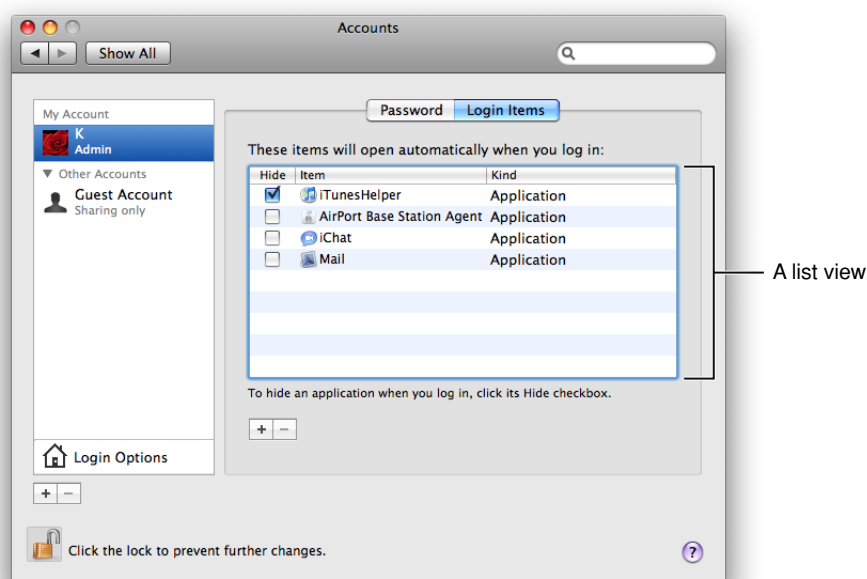 Accounts
Show All
My Account
K
Admin
Other Accounts
Guest Account
Sharing only
Login Options
Password Login Items
These items will open automatically when you log in:
Hide Item Kind
iTunesHelper Application
AirPort Base Station Agent Application
iChat Application
Mail Application
To hide an application when you log in, click its Hide checkbox.
A list view
Click the lock to prevent further changes.
?